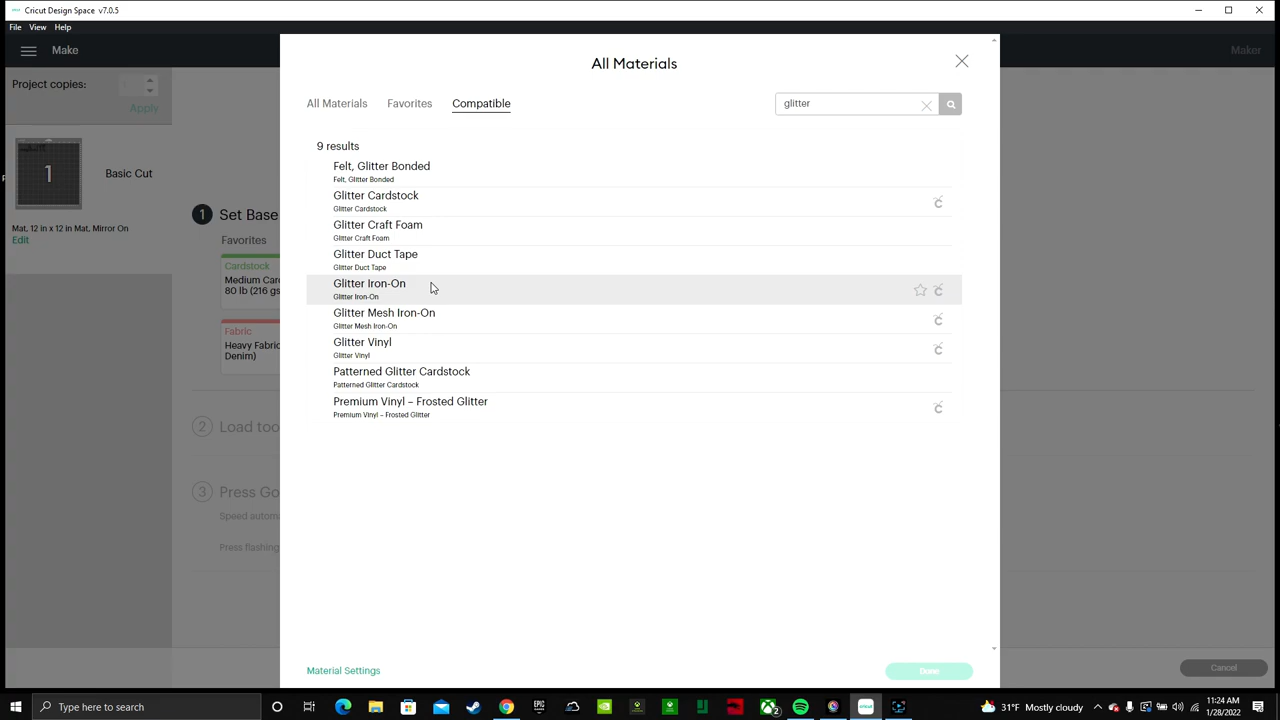 Cricut Design Space v7.0.5
File View Help
Make
Maker
All Materials
Project copies:
Apply
All Materials Favorites Compatible
glitter
1
Basic Cut
Mat, 12 in x 12 in Mat, Mirror On
Edit
1 Set Base
Favorites
Cardstock
Medium Car
80 lb (216 gs
Fabric
Heavy Fabric
Denim)
2 Load too
3 Press Go
Speed autom
Press flashing
9 results
Felt, Glitter Bonded
Felt, Glitter Bonded
Glitter Cardstock
Glitter Cardstock
Glitter Craft Foam
Glitter Craft Foam
Glitter Duct Tape
Glitter Duct Tape
Glitter Iron-On
Glitter Iron-On
Glitter Mesh Iron-On
Glitter Mesh Iron-On
Glitter Vinyl
Glitter Vinyl
Patterned Glitter Cardstock
Patterned Glitter Cardstock
Premium Vinyl – Frosted Glitter
Premium Vinyl – Frosted Glitter
Material Settings
Done
Cancel
Type here to search
EPIC
cricut
31°F Mostly cloudy
11:24 AM
1/28/2022